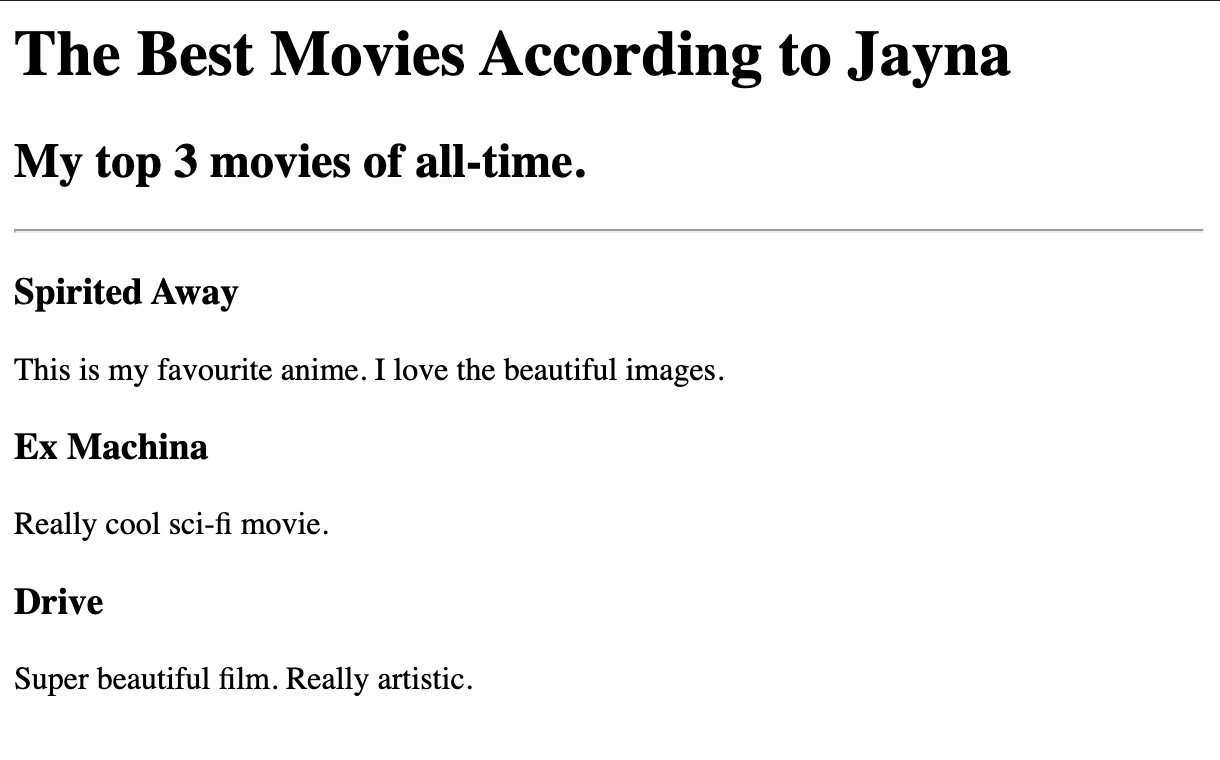 The Best Movies According to Jayna
My top 3 movies of all-time.
Spirited Away
This is my favourite anime. I love the beautiful images.
Ex Machina
Really cool sci-fi movie.
Drive
Super beautiful film. Really artistic.